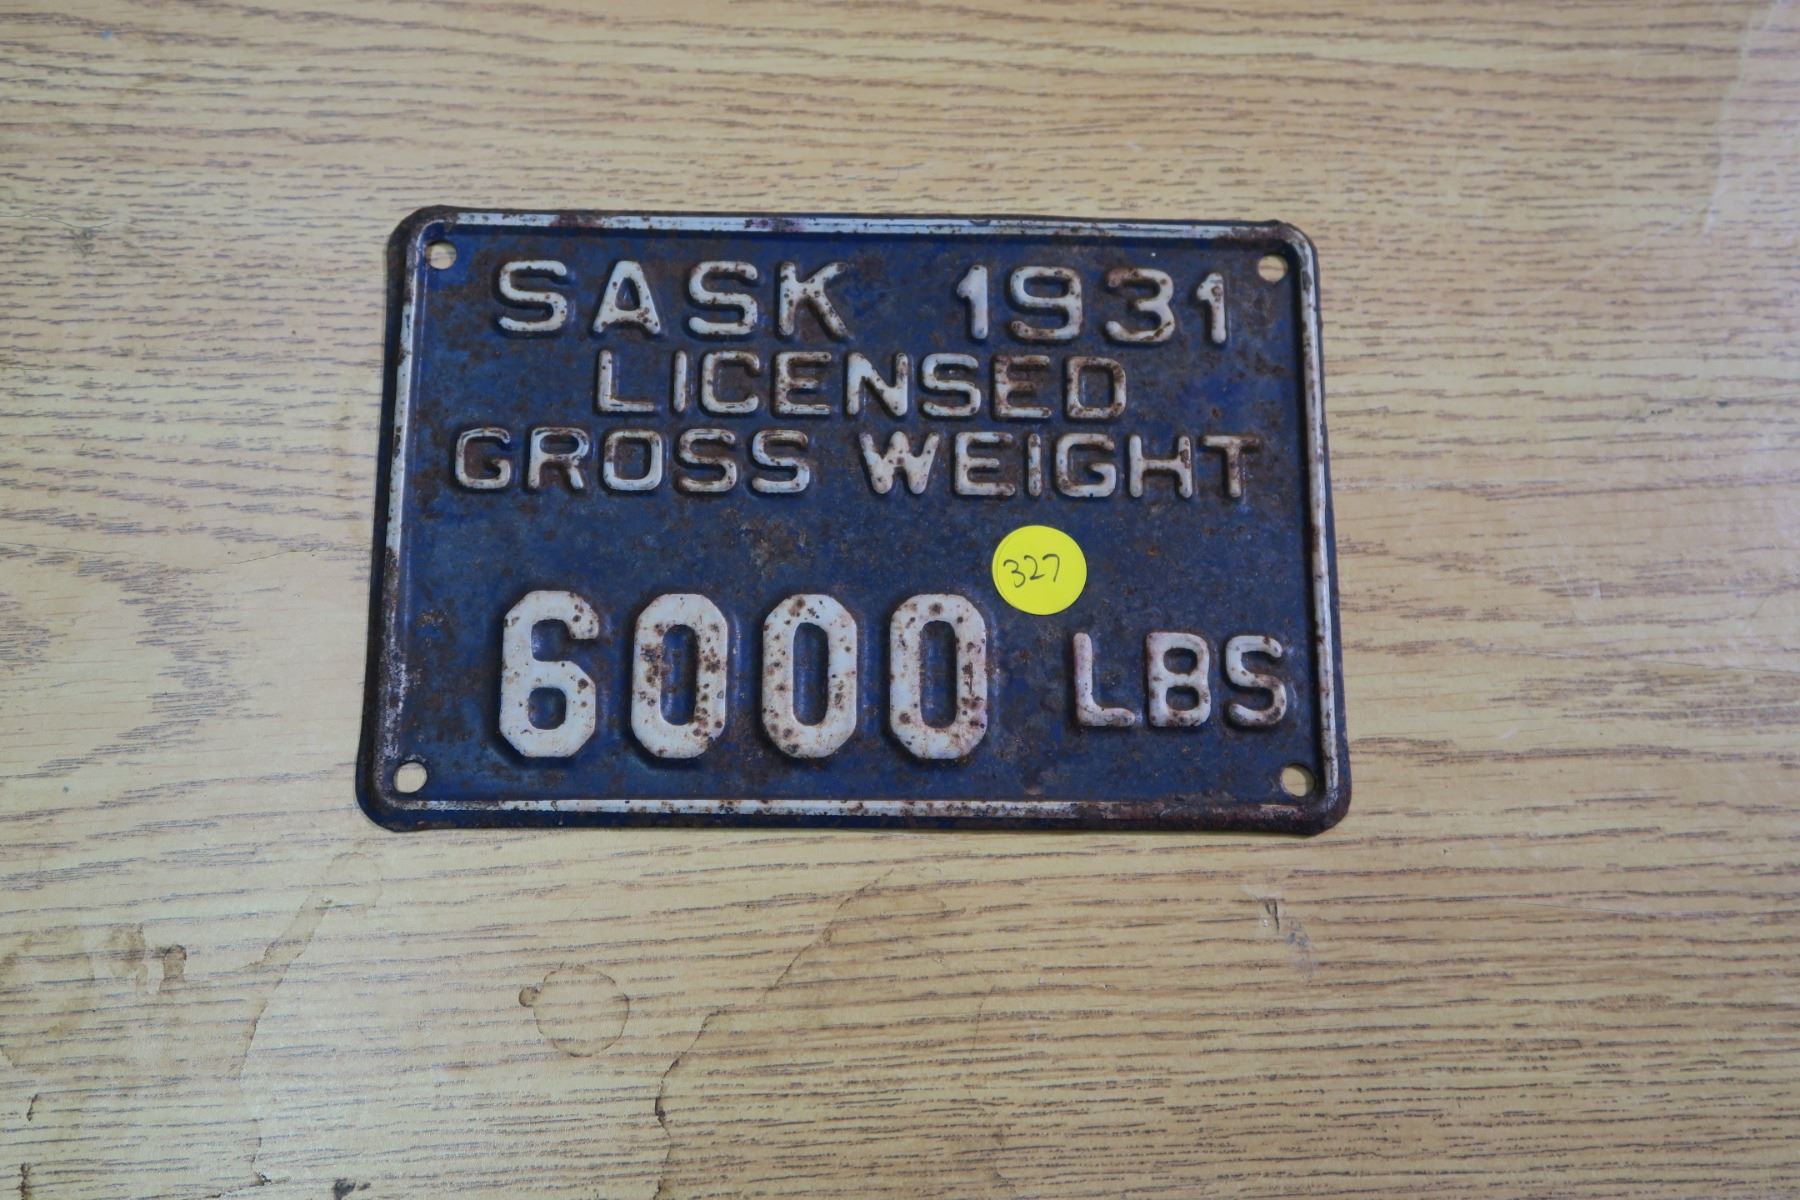 SASK 1931
LICENSED
GROSS WEIGHT
327
6000 LBS